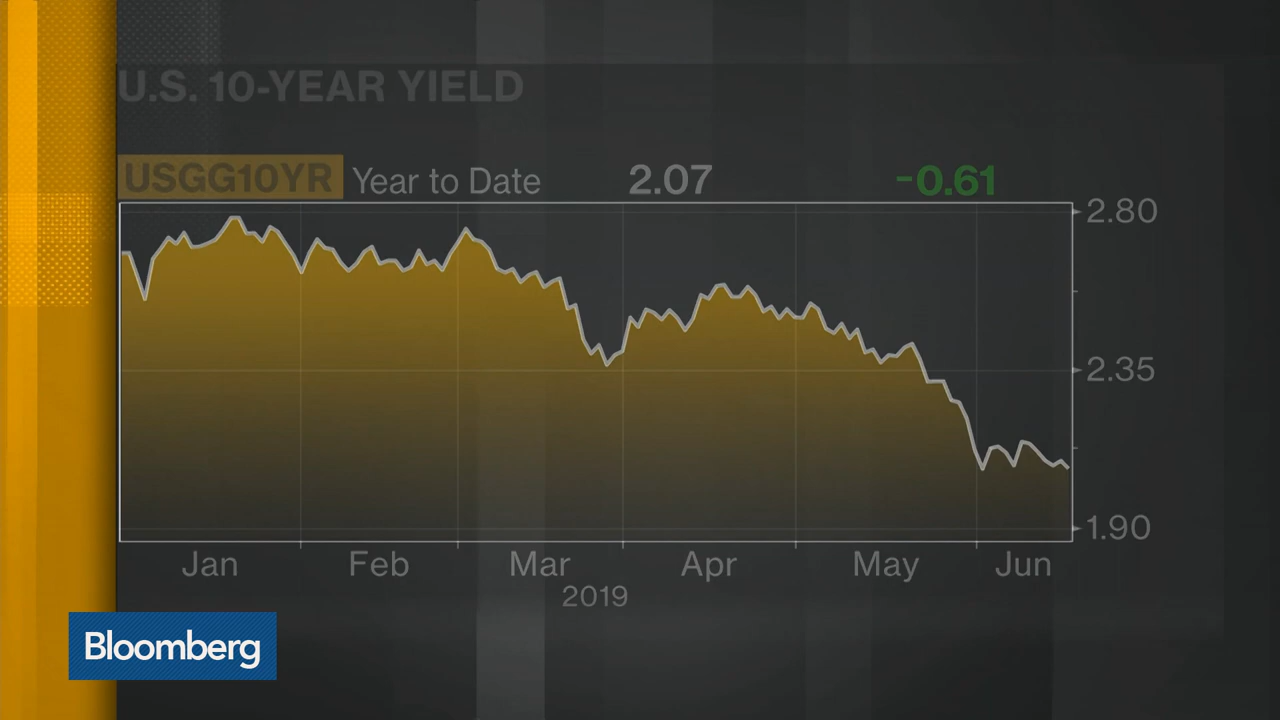 U.S. 10-YEAR YIELD
USGG10YR Year to Date 2.07 -0.61
2.80
2.35
1.90
Jan Feb Mar Apr May Jun
2019
Bloomberg